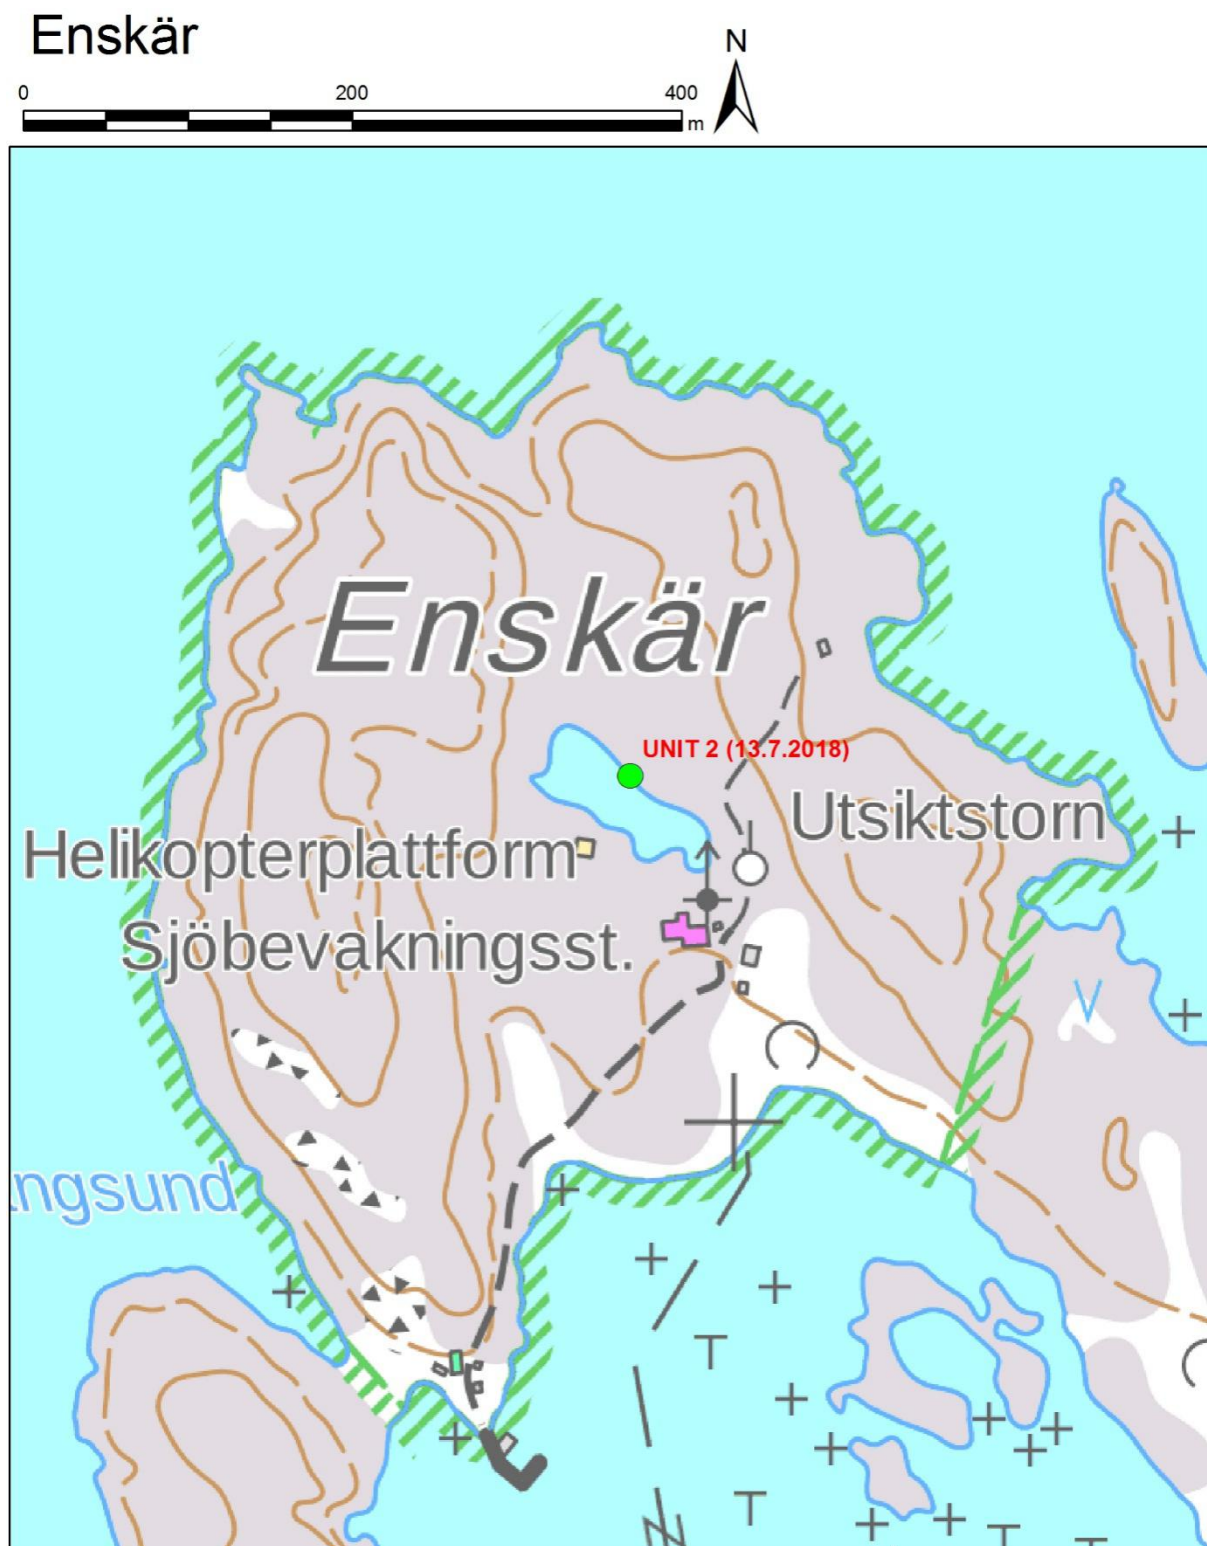 Enskär
N
0 200 400
m
Enskär
UNIT 2 (13.7.2018)
Utsiktstorn
Helikopterplattform
Sjöbevakningsst.
ngsund